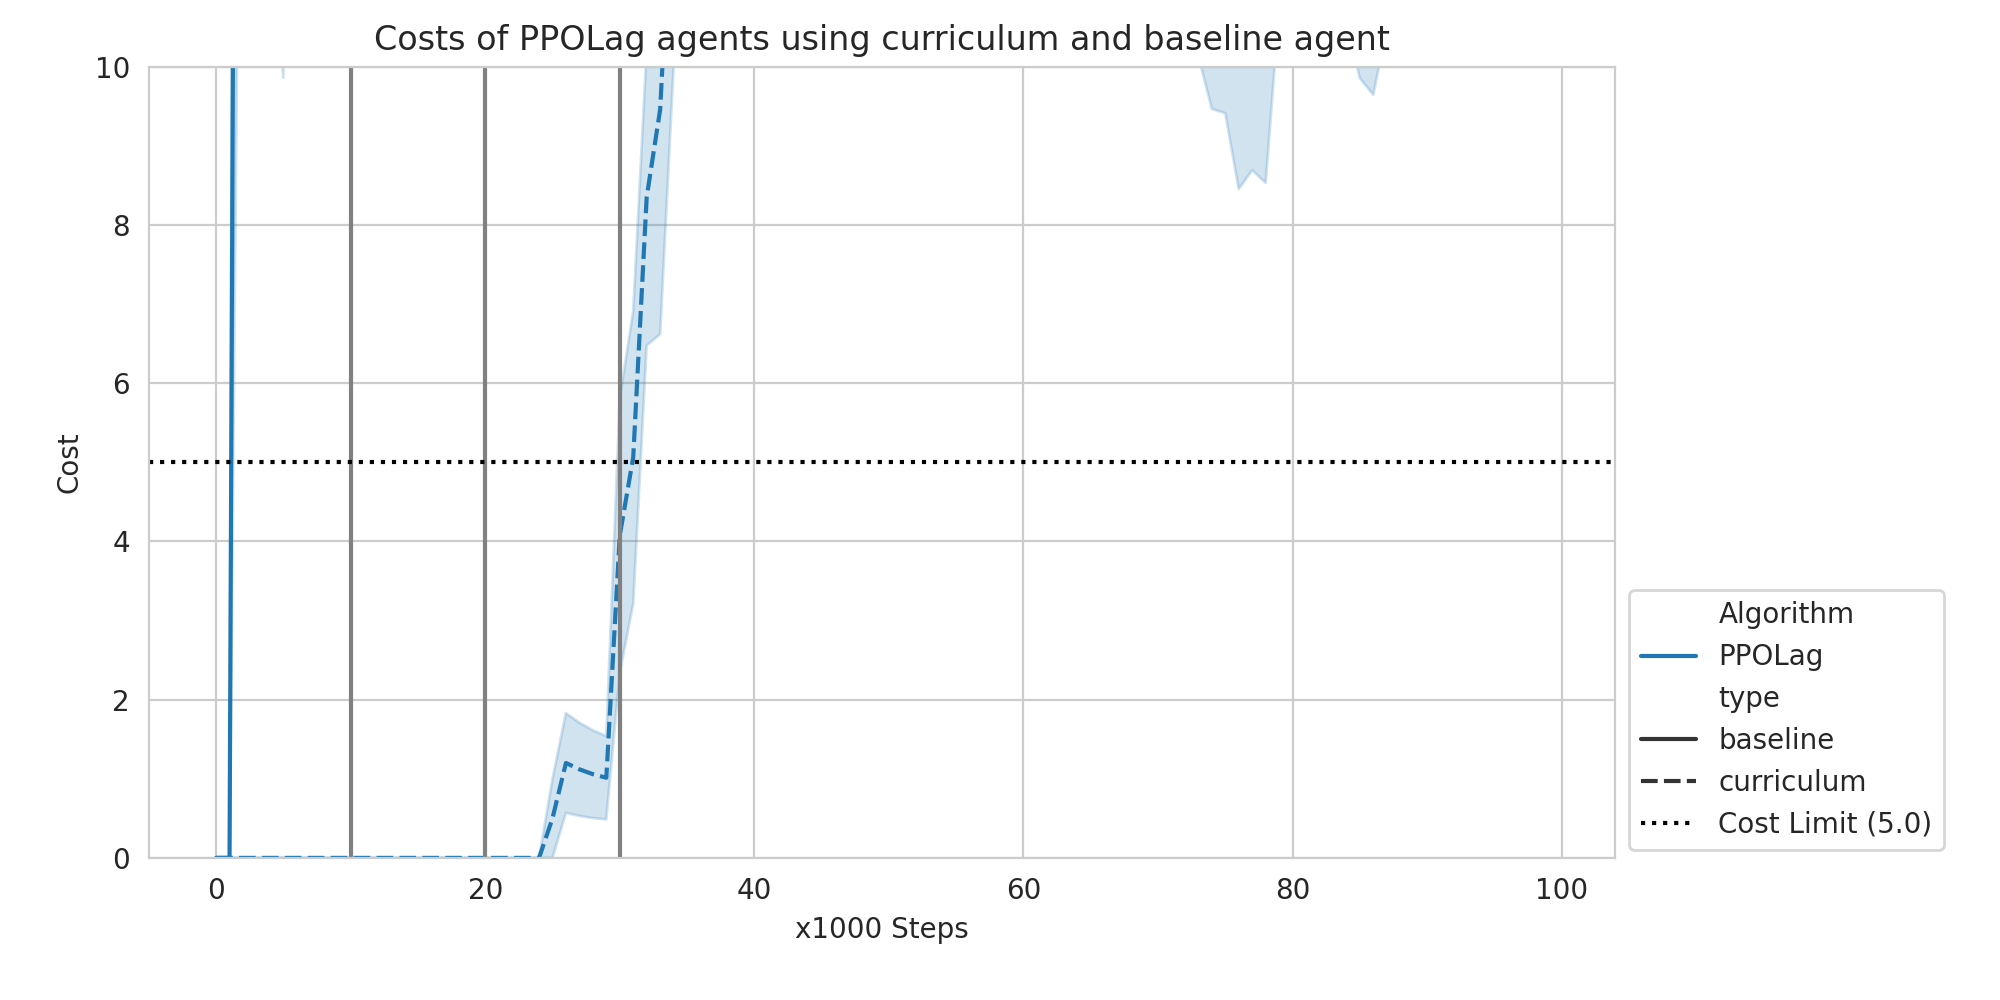 Costs of PPOLag agents using curriculum and baseline agent
10
8
6
4
2
0
Cost
0 20 40 60 80 100
x1000 Steps
Algorithm
PPOLag
type
baseline
curriculum
Cost Limit (5.0)